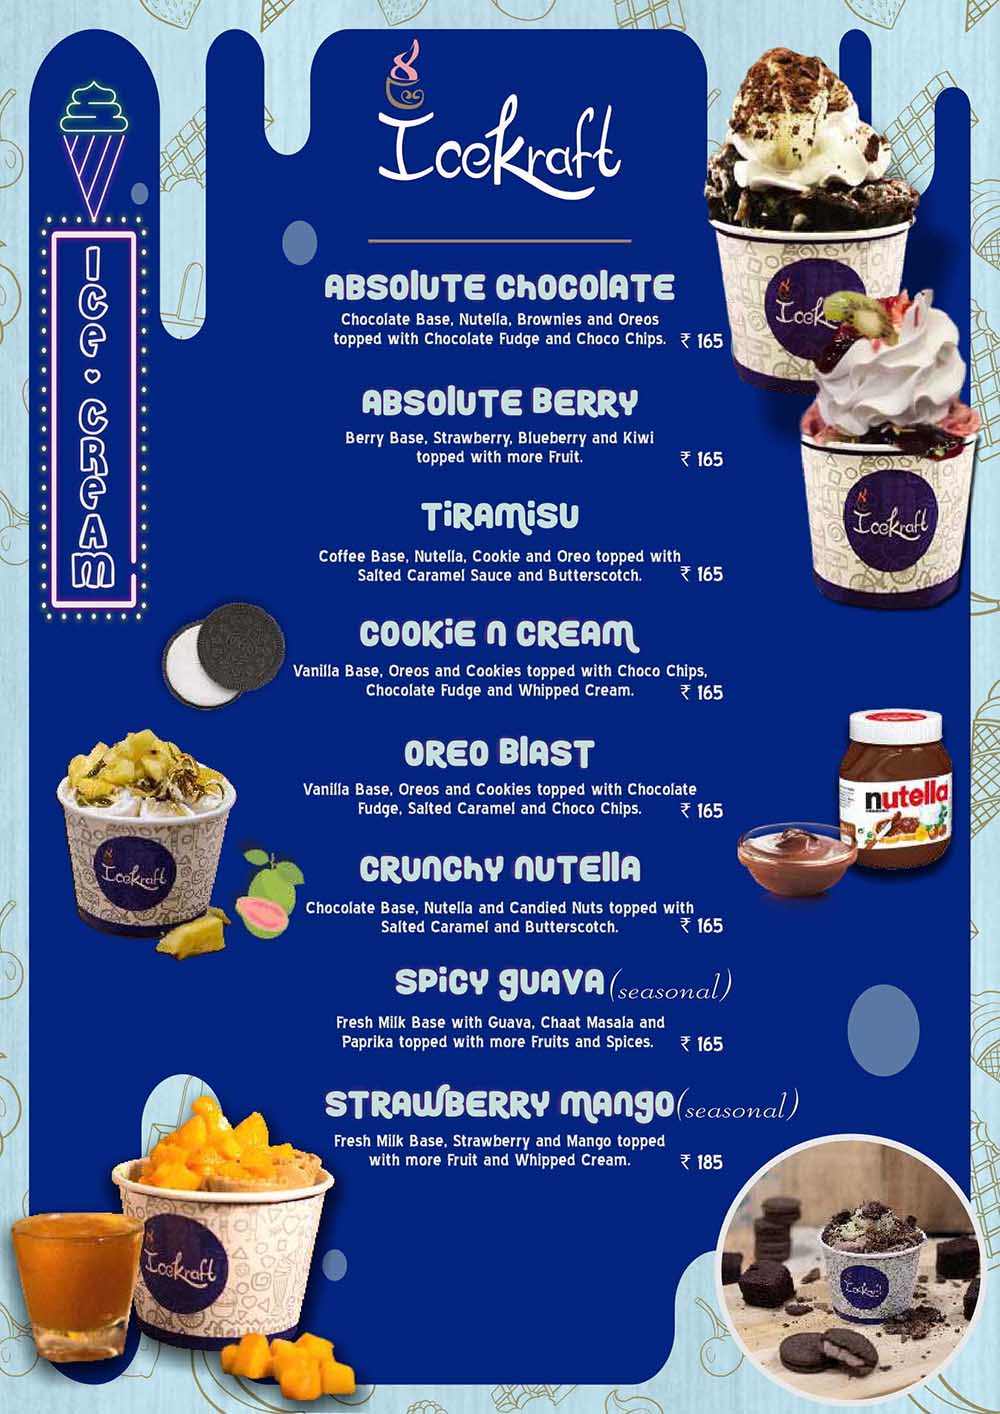 Icekraft
ICe CReAM
ABSOLUTE CHOCOLATE
Chocolate Base, Nutella, Brownies and Oreos
topped with Chocolate Fudge and Choco Chips. ₹ 165
ABSOLUTE BERRY
Berry Base, Strawberry, Blueberry and Kiwi
topped with more Fruit. ₹ 165
TiRAMiSU
Coffee Base, Nutella, Cookie and Oreo topped with
Salted Caramel Sauce and Butterscotch. ₹ 165
COOKiE N CREAM
Vanilla Base, Oreos and Cookies topped with Choco Chips,
Chocolate Fudge and Whipped Cream. ₹ 165
OREO BLAST
Vanilla Base, Oreos and Cookies topped with Chocolate
Fudge, Salted Caramel and Choco Chips. ₹ 165
CRUNCHY NUTELLA
Chocolate Base, Nutella and Candied Nuts topped with
Salted Caramel and Butterscotch. ₹ 165
SPiCY GUAVA (seasonal)
Fresh Milk Base with Guava, Chaat Masala and
Paprika topped with more Fruits and Spices. ₹ 165
STRAWBERRY MANGO (seasonal)
Fresh Milk Base, Strawberry and Mango topped
with more Fruit and Whipped Cream. ₹ 185
Icekraft
Icekraft
nutella
Icekraft
Icekraft
Icekraft